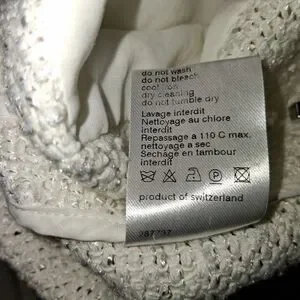 do not wash
do not bleach
cool iron
dry cleaning
do not tumble dry
Lavage interdit
Nettoyage au chlore
interdit
Repassage a 110 C max.
nettoyage a sec
Sechage en tambour
interdit
product of switzerland